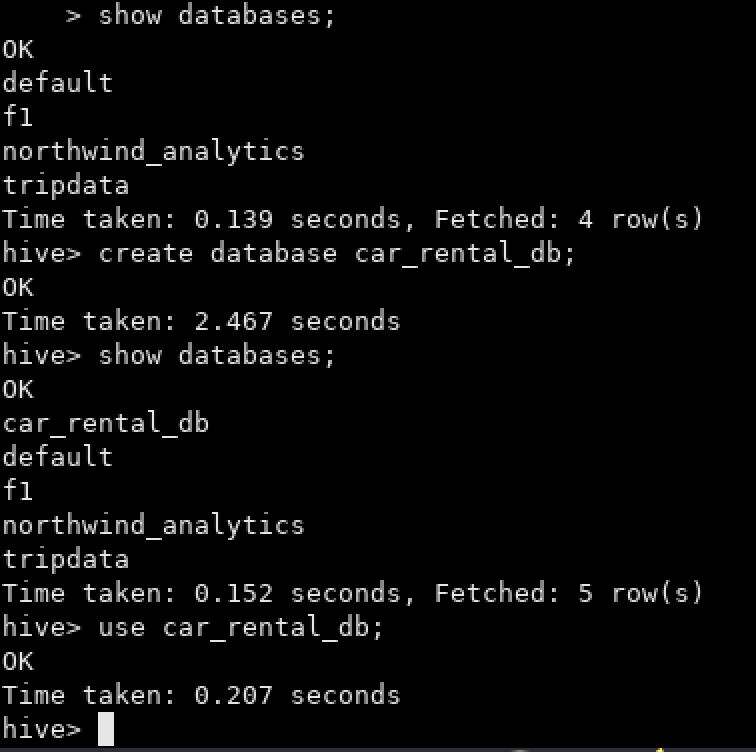 > show databases;
OK
default
f1
northwind_analytics
tripdata
Time taken: 0.139 seconds, Fetched: 4 row(s)
hive> create database car_rental_db;
OK
Time taken: 2.467 seconds
hive> show databases;
OK
car_rental_db
default
f1
northwind_analytics
tripdata
Time taken: 0.152 seconds, Fetched: 5 row(s)
hive> use car_rental_db;
OK
Time taken: 0.207 seconds
hive>